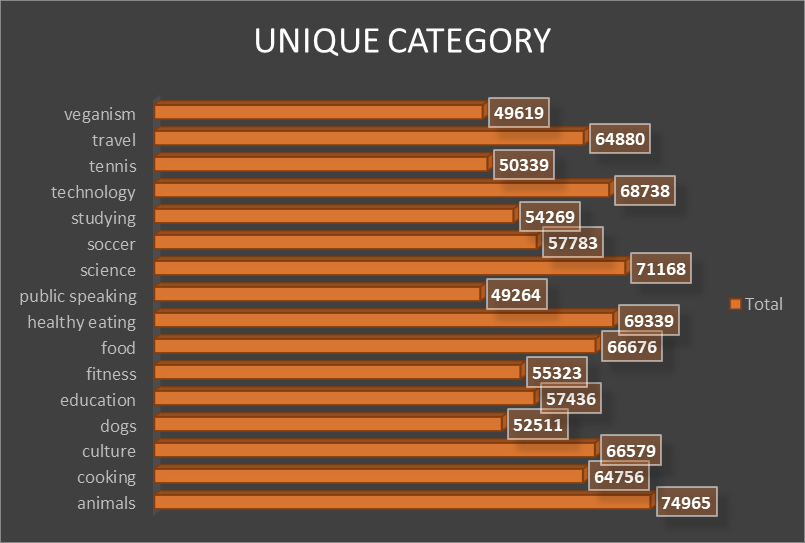 UNIQUE CATEGORY
veganism 49619
travel 64880
tennis 50339
technology 68738
studying 54269
soccer 57783
science 71168
public speaking 49264
healthy eating 69339
Total
food 66676
fitness 55323
education 57436
dogs 52511
culture 66579
cooking 64756
animals 74965